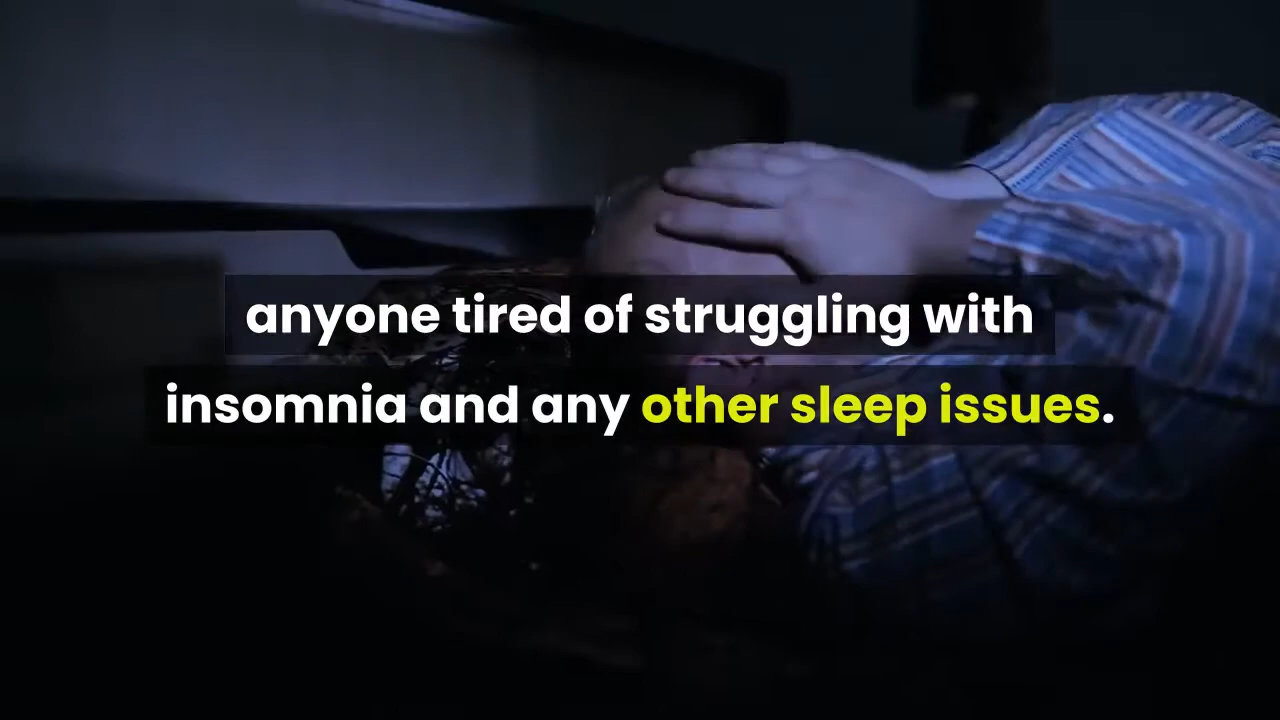 anyone tired of struggling with
insomnia and any other sleep issues.